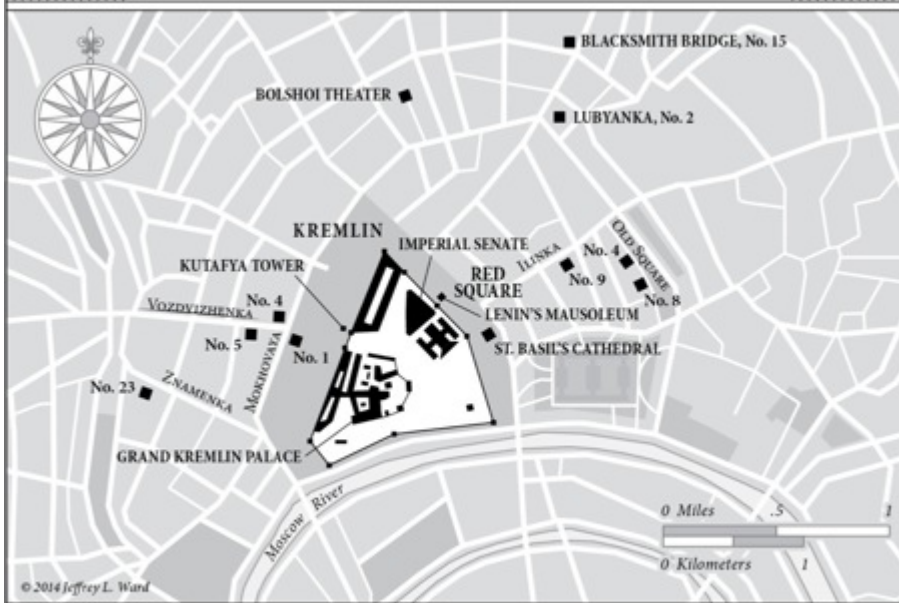 BLACKSMITH BRIDGE, No. 15
BOLSHOI THEATER
LUBYANKA, No. 2
KREMLIN
IMPERIAL SENATE
KUTAFYA TOWER
RED
SQUARE
ILINKA
No. 4
OLD SQUARE
No. 9
No. 8
VOZDVIZHENKA
No. 4
LENIN'S MAUSOLEUM
No. 5
MOKHOVAYA
No. 1
ST. BASIL'S CATHEDRAL
No. 23
ZNAMENKA
GRAND KREMLIN PALACE
Moscow River
0 Miles .5 1
0 Kilometers 1
© 2014 Jeffrey L. Ward